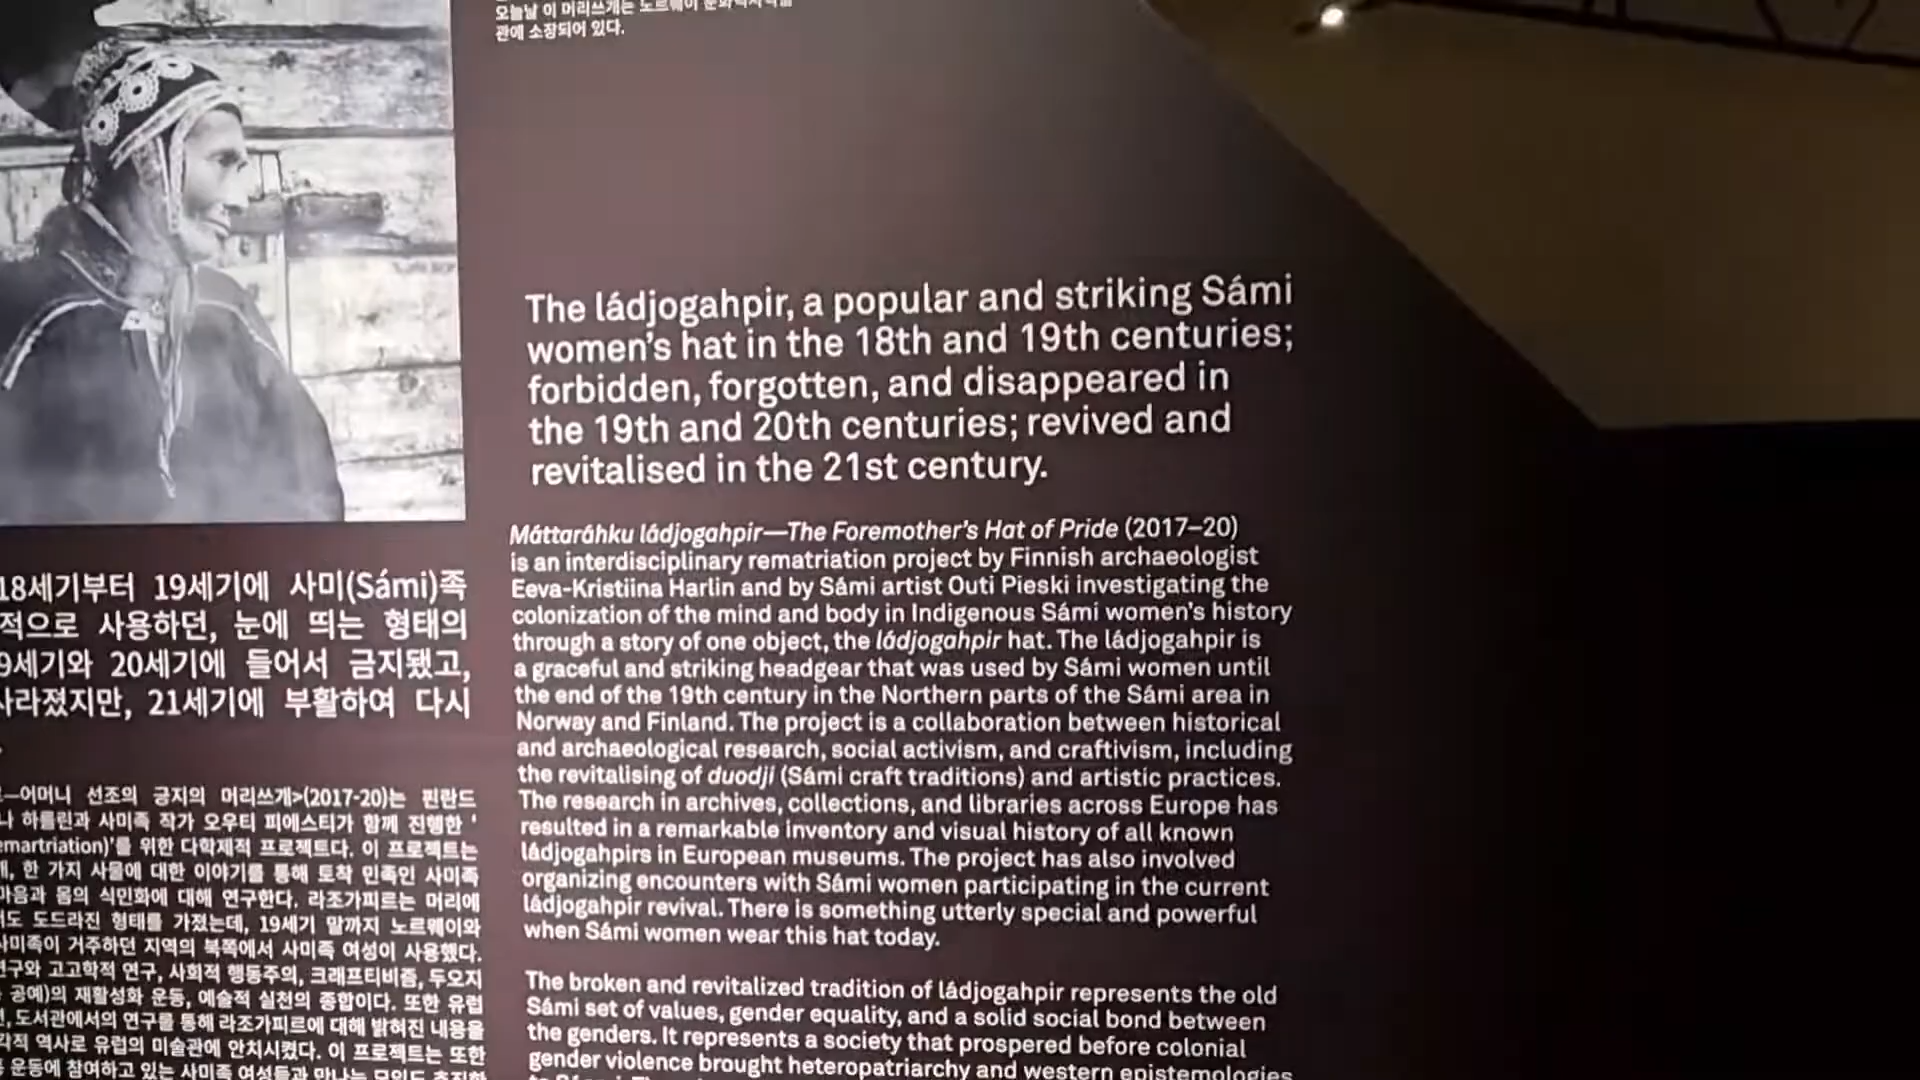 오늘날 이 머리쓰개는 노르웨이
관에 소장되어 있다.
The ládjogahpir, a popular and striking Sámi
women's hat in the 18th and 19th centuries;
forbidden, forgotten, and disappeared in
the 19th and 20th centuries; revived and
revitalised in the 21st century.
Máttaráhku ládjogahpir—The Foremother's Hat of Pride (2017–20)
is an interdisciplinary rematriation project by Finnish archaeologist
Eeva-Kristiina Harlin and by Sámi artist Outi Pieski investigating the
colonization of the mind and body in Indigenous Sámi women's history
through a story of one object, the ládjogahpir hat. The ládjogahpir is
a graceful and striking headgear that was used by Sámi women until
the end of the 19th century in the Northern parts of the Sámi area in
Norway and Finland. The project is a collaboration between historical
and archaeological research, social activism, and craftivism, including
the revitalising of duodji (Sámi craft traditions) and artistic practices.
The research in archives, collections, and libraries across Europe has
resulted in a remarkable inventory and visual history of all known
ládjogahpirs in European museums. The project has also involved
organizing encounters with Sámi women participating in the current
ládjogahpir revival. There is something utterly special and powerful
when Sámi women wear this hat today.
The broken and revitalized tradition of ládjogahpir represents the old
Sámi set of values, gender equality, and a solid social bond between
the genders. It represents a society that prospered before colonial
gender violence brought heteropatriarchy and western epistemologies
18세기부터 19세기에 사미(Sámi)족
적으로 사용하던, 눈에 띄는 형태의
9세기와 20세기에 들어서 금지됐고,
사라졌지만, 21세기에 부활하여 다시
—어머니 선조의 긍지의 머리쓰개>(2017-20)는 핀란드
나 하를린과 사미족 작가 오우티 피에스티가 함께 진행한 '
emartriation)'를 위한 다학제적 프로젝트다. 이 프로젝트는
한 가지 사물에 대한 이야기를 통해 토착 민족인 사미족
마음과 몸의 식민화에 대해 연구한다. 라조가피르는 머리에
도 도드라진 형태를 가졌는데, 19세기 말까지 노르웨이와
사미족이 거주하던 지역의 북쪽에서 사미족 여성이 사용했다.
연구와 고고학적 연구, 사회적 행동주의, 크래프티비즘, 두오지
공예)의 재활성화 운동, 예술적 실천의 종합이다. 또한 유럽
도서관에서의 연구를 통해 라조가피르에 대해 밝혀진 내용을
각적 역사로 유럽의 미술관에 안치시켰다. 이 프로젝트는 또한
운동에 참여하고 있는 사미족 여성들과 만나는